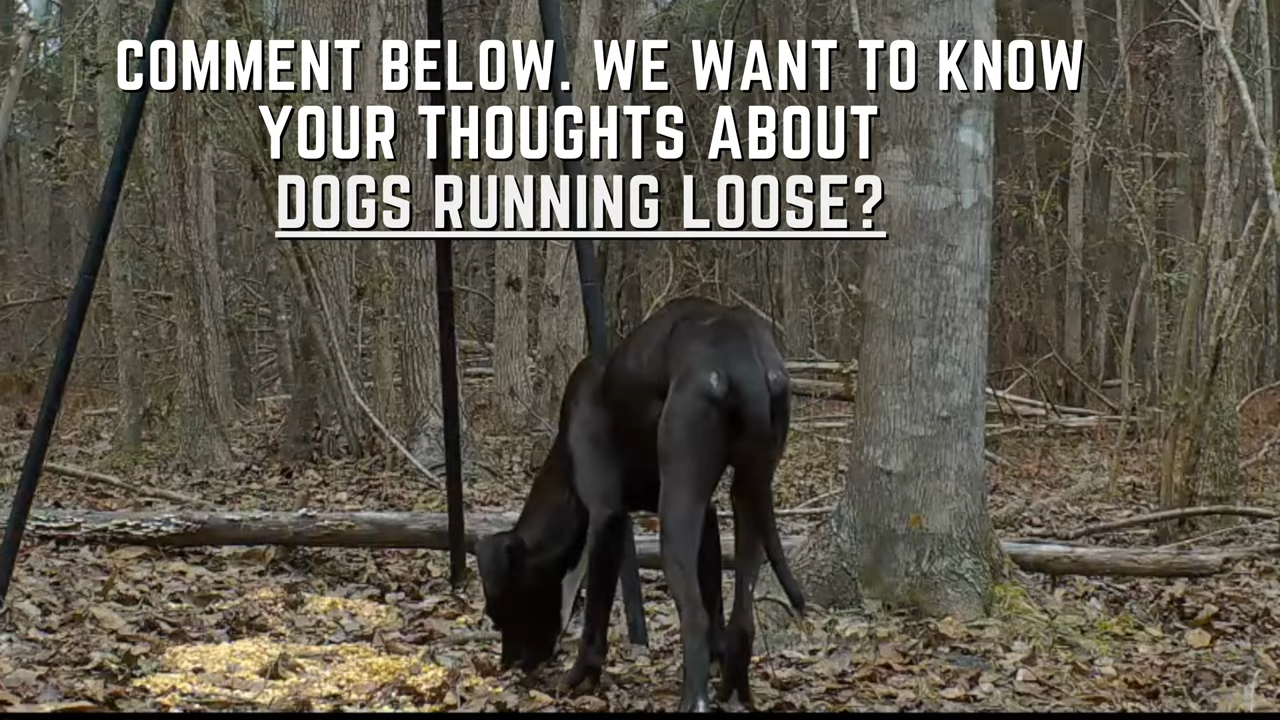 COMMENT BELOW. WE WANT TO KNOW
YOUR THOUGHTS ABOUT
DOGS RUNNING LOOSE?